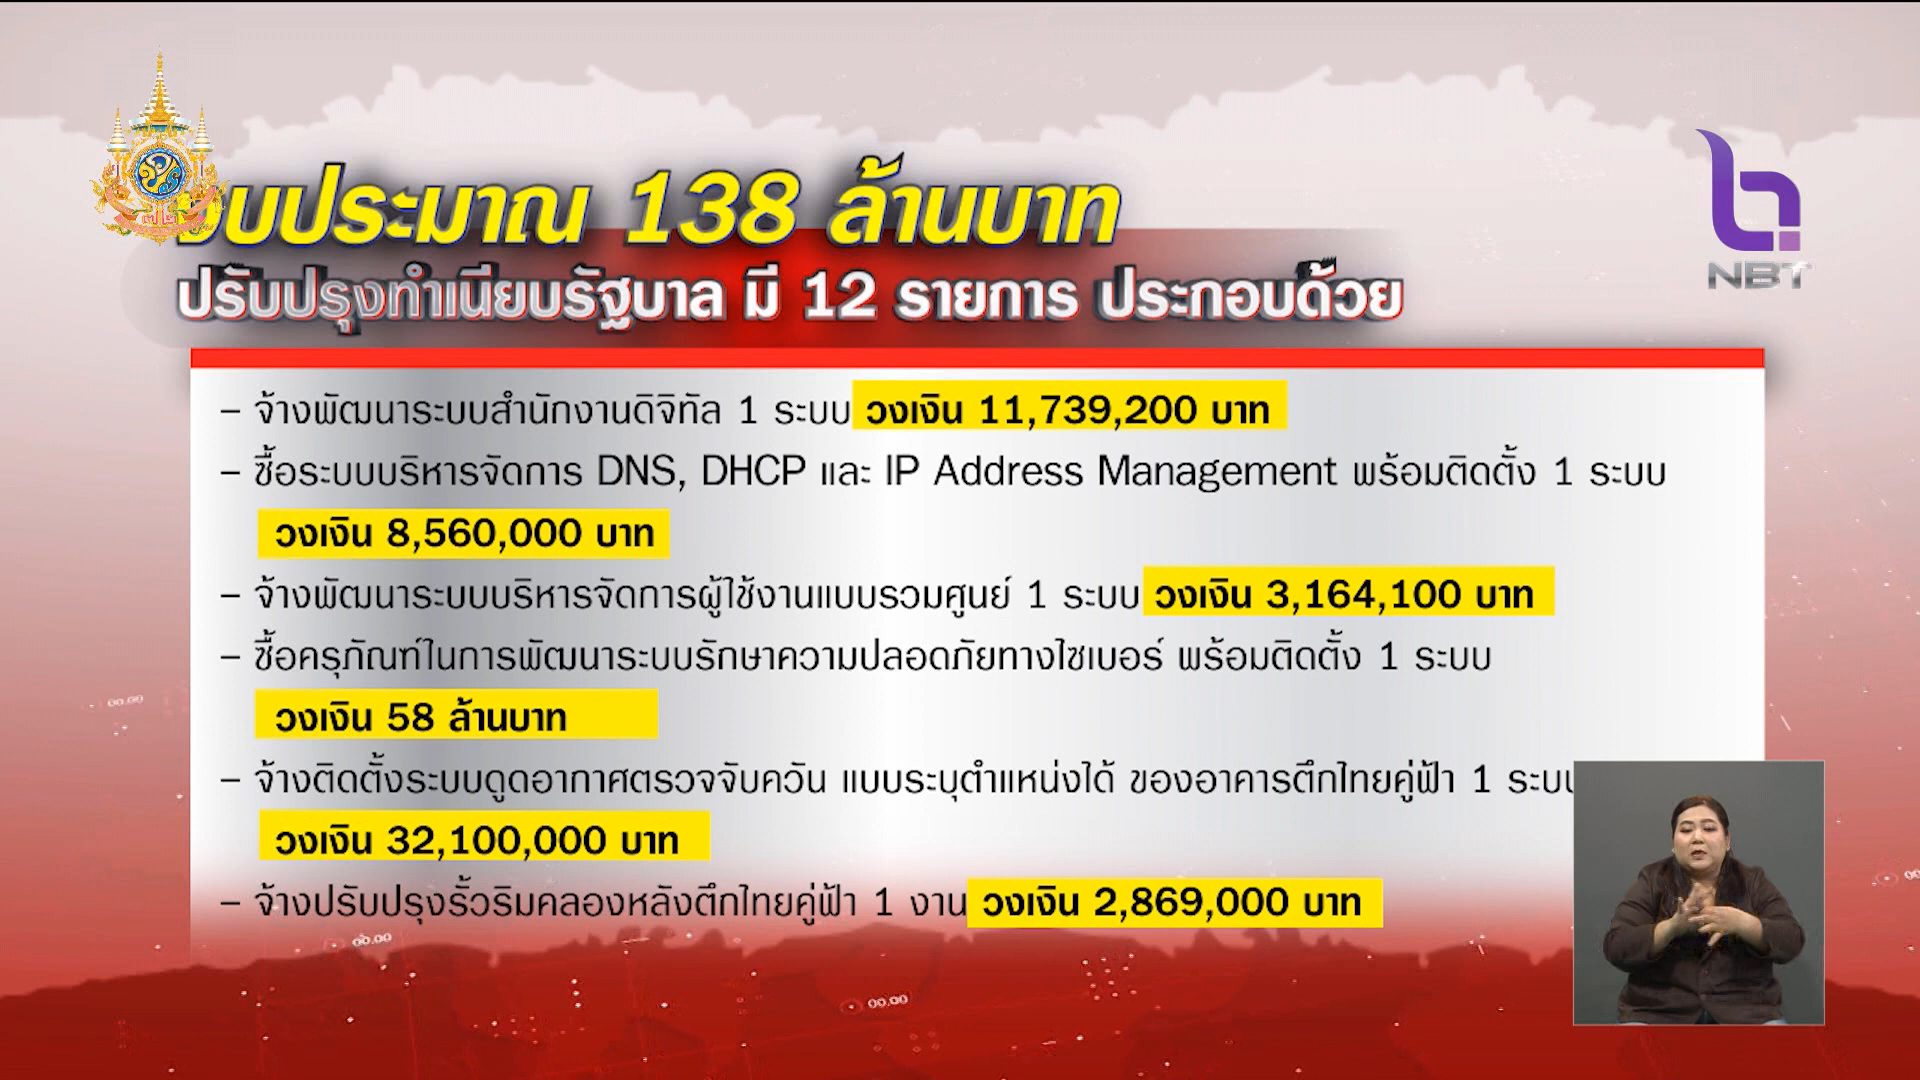 งบประมาณ 138 ล้านบาท
ปรับปรุงทำเนียบรัฐบาล มี 12 รายการ ประกอบด้วย
NBT
– จ้างพัฒนาระบบสำนักงานดิจิทัล 1 ระบบ วงเงิน 11,739,200 บาท
– ซื้อระบบบริหารจัดการ DNS, DHCP และ IP Address Management พร้อมติดตั้ง 1 ระบบ
วงเงิน 8,560,000 บาท
– จ้างพัฒนาระบบบริหารจัดการผู้ใช้งานแบบรวมศูนย์ 1 ระบบ วงเงิน 3,164,100 บาท
– ซื้อครุภัณฑ์ในการพัฒนาระบบรักษาความปลอดภัยทางไซเบอร์ พร้อมติดตั้ง 1 ระบบ
วงเงิน 58 ล้านบาท
– จ้างติดตั้งระบบดูดอากาศตรวจจับควัน แบบระบุตำแหน่งได้ ของอาคารตึกไทยคู่ฟ้า 1 ระบบ
วงเงิน 32,100,000 บาท
– จ้างปรับปรุงรั้วริมคลองหลังตึกไทยคู่ฟ้า 1 งาน วงเงิน 2,869,000 บาท
00.00
00.00
00.00